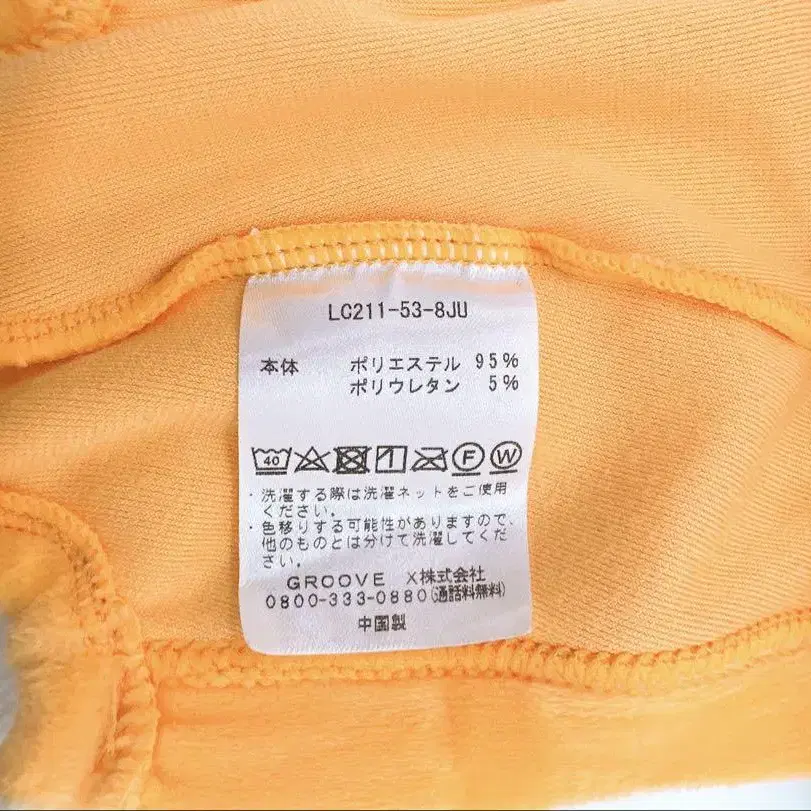 LC211-53-8JU
本体 ポリエステル 95%
ポリウレタン 5%
40 F W
・洗濯する際は洗濯ネットをご使用
ください。
・色移りする可能性がありますので、
他のものとは分けて洗濯してくだ
さい。
GROOVE X株式会社
0800-333-0880(通話料無料)
中国製